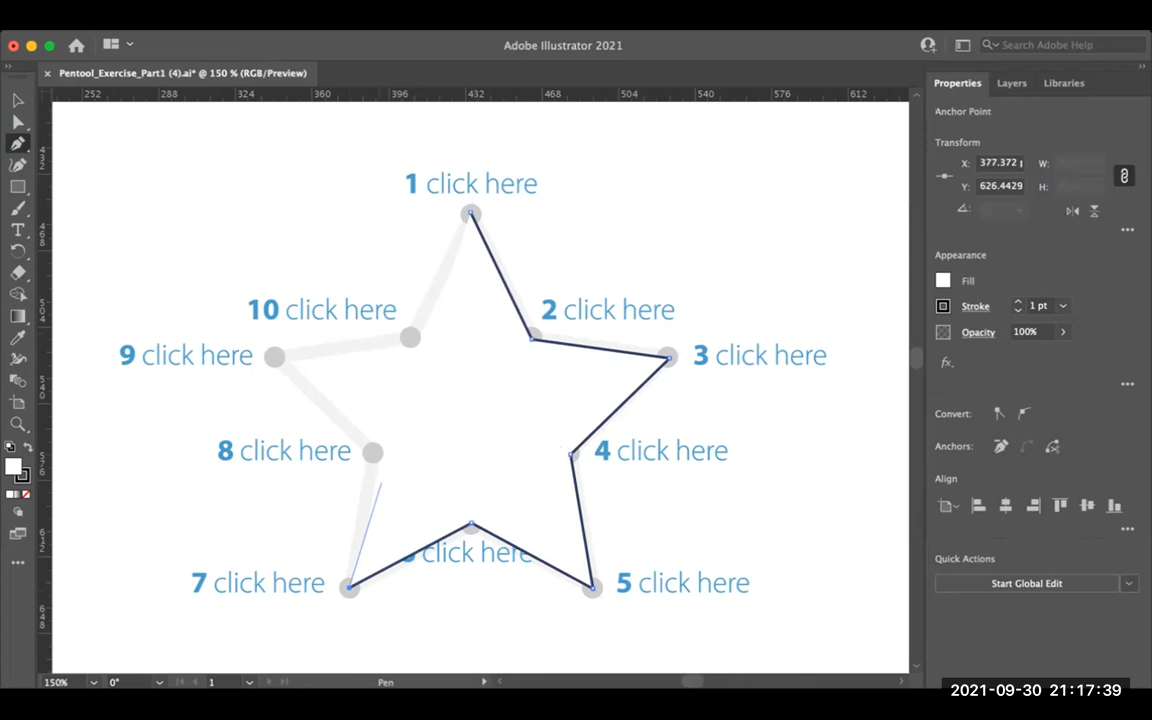 Adobe Illustrator 2021
Search Adobe Help
Pentool_Exercise_Part1 (4).ai* @ 150 % (RGB/Preview)
252 288 324 360 396 432 468 504 540 576 612
1 click here
10 click here
2 click here
9 click here
3 click here
8 click here
4 click here
click here
7 click here
5 click here
Properties Layers Libraries
Anchor Point
Transform
X: 377.372 W:
Y: 626.4429 H:
Appearance
Fill
Stroke 1 pt
Opacity 100%
fx.
Convert:
Anchors:
Align
Quick Actions
Start Global Edit
150% 0° 1 Pen
2021-09-30 21:17:39